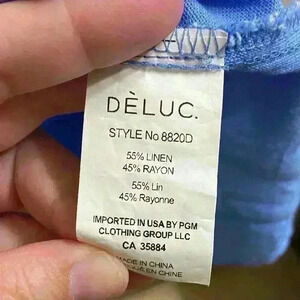 DÈLUC.
STYLE No 8820D
55% LINEN
45% RAYON
55% Lin
45% Rayonne
IMPORTED IN USA BY PGM
CLOTHING GROUP LLC
CA 35884
MADE IN CHINA
EN CHINE